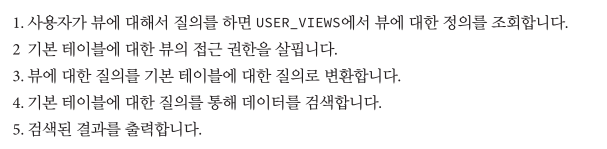 1. 사용자가 뷰에 대해서 질의를 하면 USER_VIEWS에서 뷰에 대한 정의를 조회합니다.
2 기본 테이블에 대한 뷰의 접근 권한을 살핍니다.
3. 뷰에 대한 질의를 기본 테이블에 대한 질의로 변환합니다.
4. 기본 테이블에 대한 질의를 통해 데이터를 검색합니다.
5. 검색된 결과를 출력합니다.